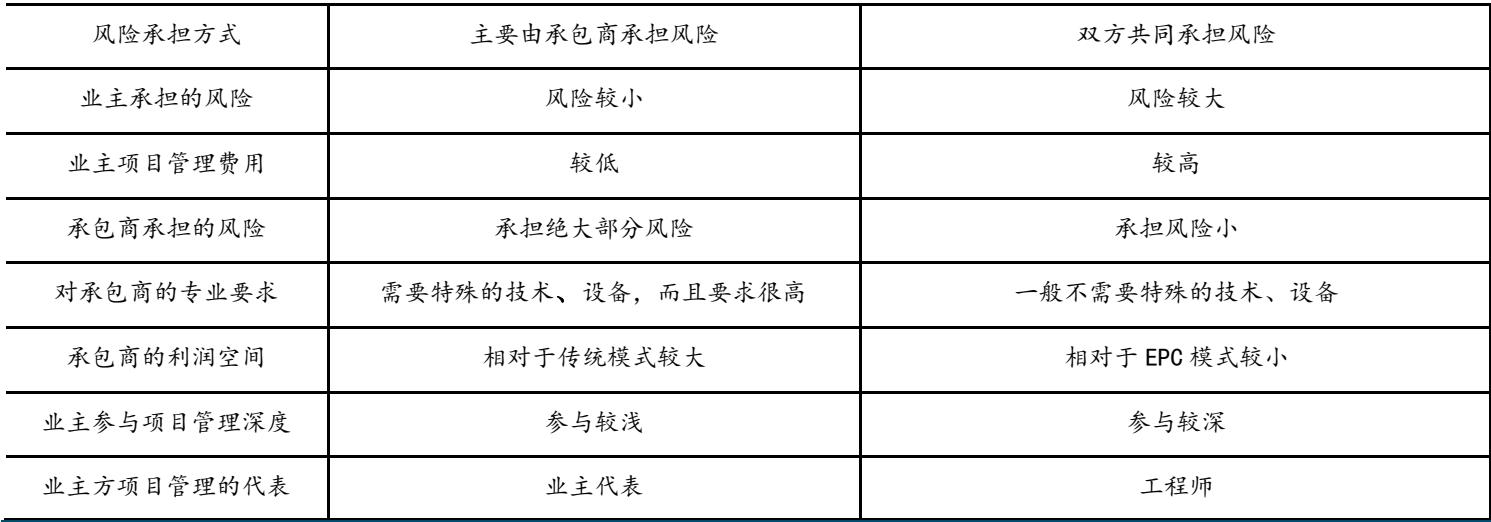 风险承担方式 主要由承包商承担风险 双方共同承担风险
业主承担的风险 风险较小 风险较大
业主项目管理费用 较低 较高
承包商承担的风险 承担绝大部分风险 承担风险小
对承包商的专业要求 需要特殊的技术、设备，而且要求很高 一般不需要特殊的技术、设备
承包商的利润空间 相对于传统模式较大 相对于 EPC 模式较小
业主参与项目管理深度 参与较浅 参与较深
业主方项目管理的代表 业主代表 工程师